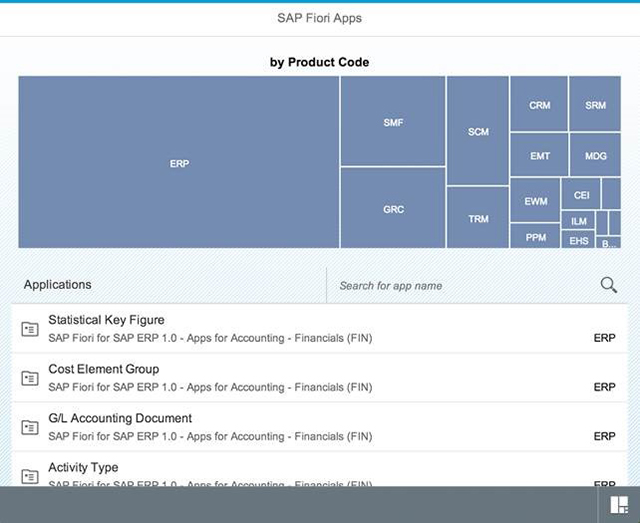 SAP Fiori Apps
by Product Code
ERP
SMF
GRC
SCM
TRM
CRM
SRM
EMT
MDG
EWM
CEI
ILM
PPM
EHS
B...
Applications
Search for app name
Statistical Key Figure
SAP Fiori for SAP ERP 1.0 - Apps for Accounting - Financials (FIN)
ERP
Cost Element Group
SAP Fiori for SAP ERP 1.0 - Apps for Accounting - Financials (FIN)
ERP
G/L Accounting Document
SAP Fiori for SAP ERP 1.0 - Apps for Accounting - Financials (FIN)
ERP
Activity Type
SAP Fiori for SAP ERP 1.0 - Apps for Accounting - Financials (FIN)
ERP